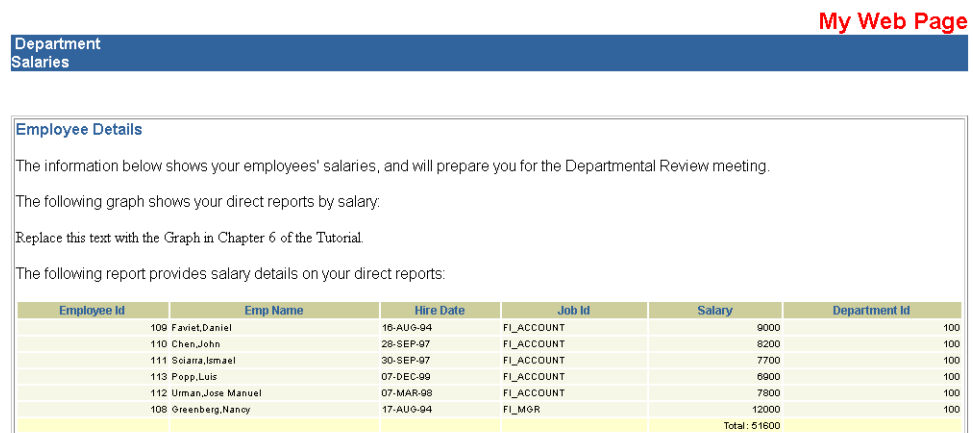 My Web Page
Department
Salaries
Employee Details
The information below shows your employees' salaries, and will prepare you for the Departmental Review meeting.
The following graph shows your direct reports by salary:
Replace this text with the Graph in Chapter 6 of the Tutorial.
The following report provides salary details on your direct reports:
Employee Id Emp Name Hire Date Job Id Salary Department Id
109 Faviet,Daniel 16-AUG-94 FI_ACCOUNT 9000 100
110 Chen,John 28-SEP-97 FI_ACCOUNT 8200 100
111 Sciarra,Ismael 30-SEP-97 FI_ACCOUNT 7700 100
113 Popp,Luis 07-DEC-99 FI_ACCOUNT 6900 100
112 Urman,Jose Manuel 07-MAR-98 FI_ACCOUNT 7800 100
108 Greenberg,Nancy 17-AUG-94 FI_MGR 12000 100
Total: 51600